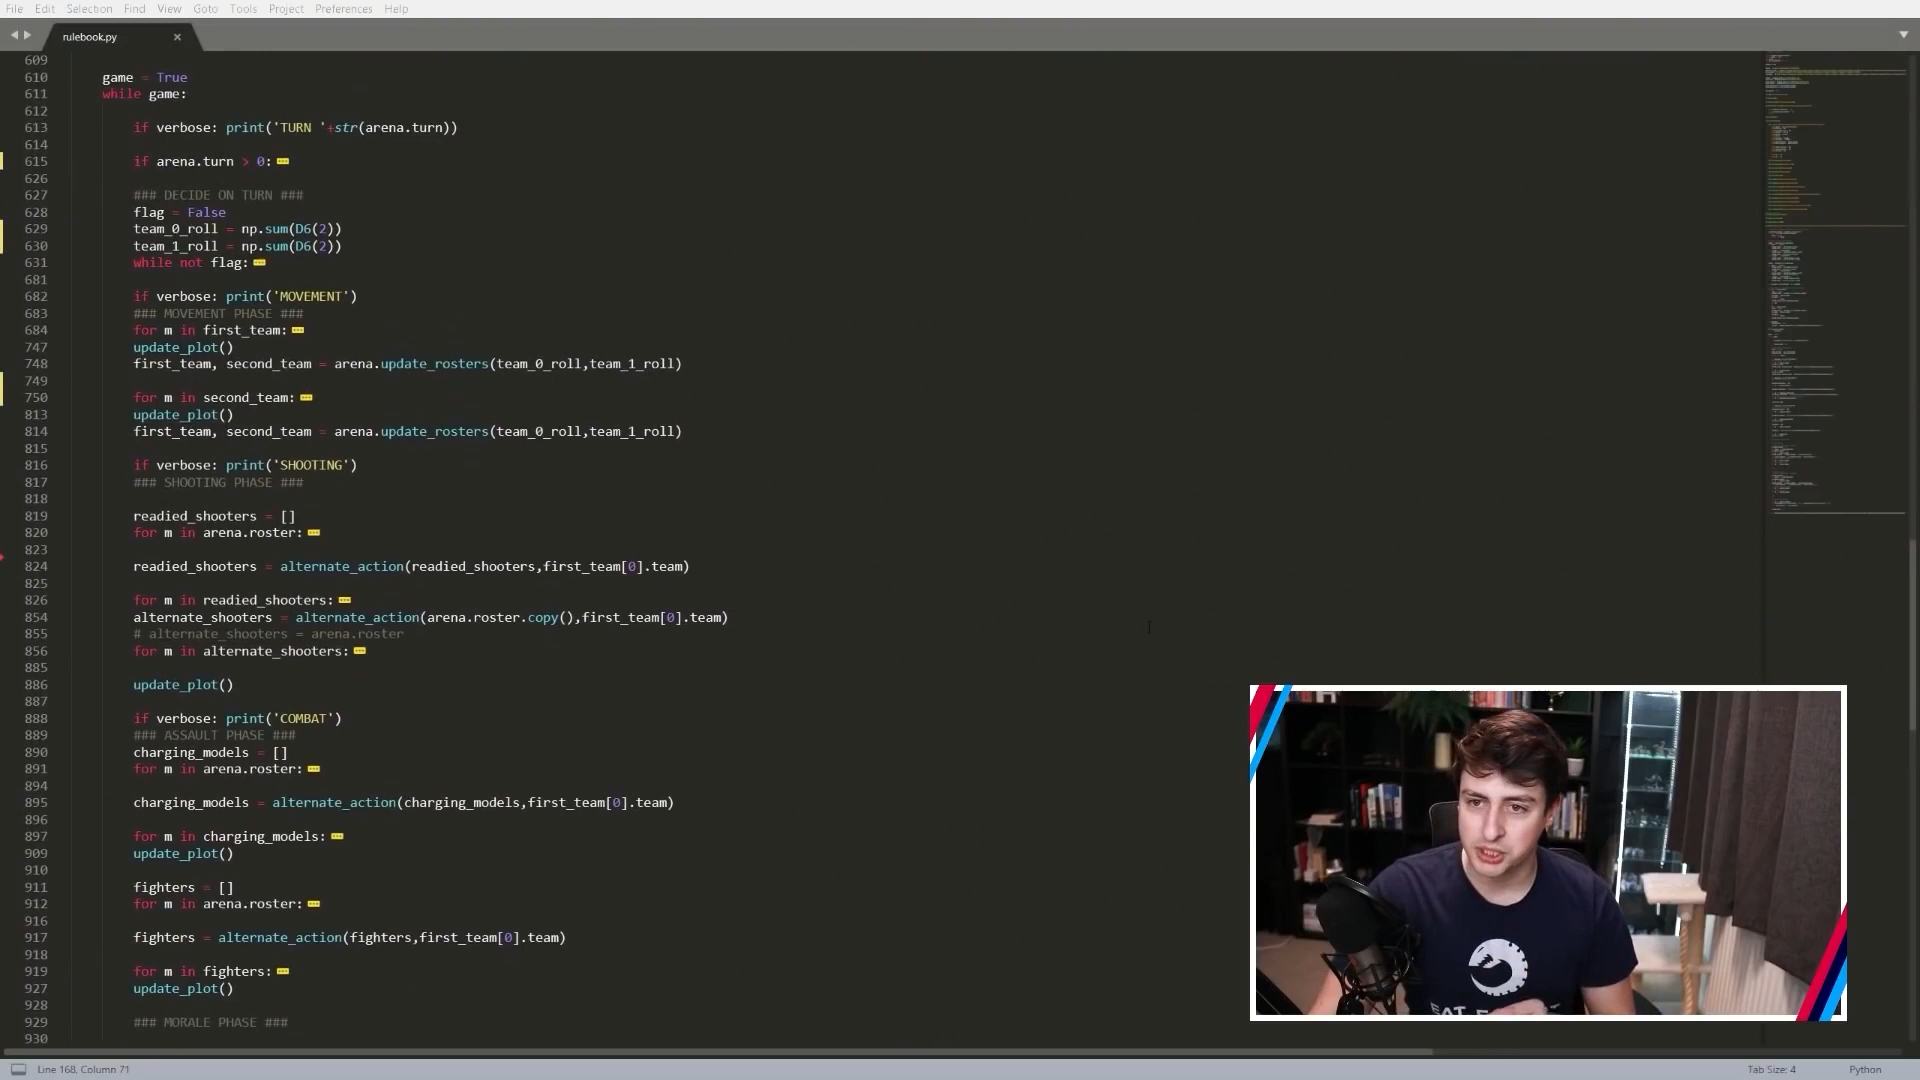 File Edit Selection Find View Goto Tools Project Preferences Help
rulebook.py ×
609
610 game = True
611 while game:
612
613 if verbose: print('TURN '+str(arena.turn))
614
615 if arena.turn > 0:
626
627 ### DECIDE ON TURN ###
628 flag = False
629 team_0_roll = np.sum(D6(2))
630 team_1_roll = np.sum(D6(2))
631 while not flag:
681
682 if verbose: print('MOVEMENT')
683 ### MOVEMENT PHASE ###
684 for m in first_team:
747 update_plot()
748 first_team, second_team = arena.update_rosters(team_0_roll,team_1_roll)
749
750 for m in second_team:
813 update_plot()
814 first_team, second_team = arena.update_rosters(team_0_roll,team_1_roll)
815
816 if verbose: print('SHOOTING')
817 ### SHOOTING PHASE ###
818
819 readied_shooters = []
820 for m in arena.roster:
823
824 readied_shooters = alternate_action(readied_shooters,first_team[0].team)
825
826 for m in readied_shooters:
854 alternate_shooters = alternate_action(arena.roster.copy(),first_team[0].team)
855 # alternate_shooters = arena.roster
856 for m in alternate_shooters:
885
886 update_plot()
887
888 if verbose: print('COMBAT')
889 ### ASSAULT PHASE ###
890 charging_models = []
891 for m in arena.roster:
894
895 charging_models = alternate_action(charging_models,first_team[0].team)
896
897 for m in charging_models:
909 update_plot()
910
911 fighters = []
912 for m in arena.roster:
916
917 fighters = alternate_action(fighters,first_team[0].team)
918
919 for m in fighters:
927 update_plot()
928
929 ### MORALE PHASE ###
930
Line 168, Column 71
Tab Size: 4 Python